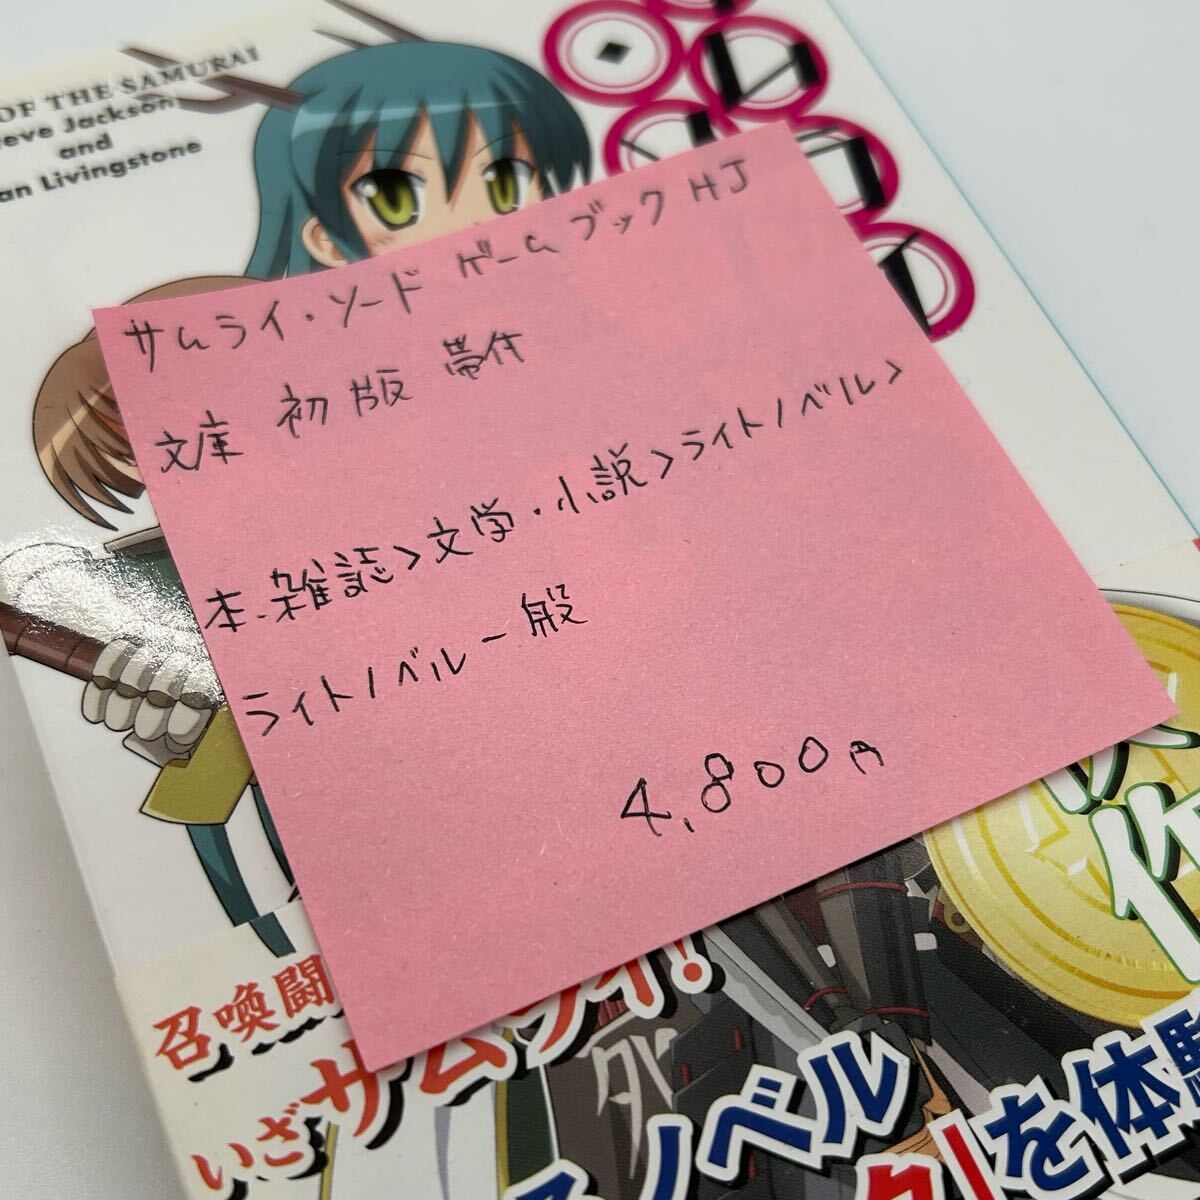 OF THE SAMURAI
eve Jackson
and
an Livingstone
サムライ・ソード ゲームブック HJ
文庫 初版 帯付
本、雑誌>文学・小説>ライトノベル>
ライトノベル一般
4,800円
作
召喚闘
いざサムライ!
ノベル
を体験